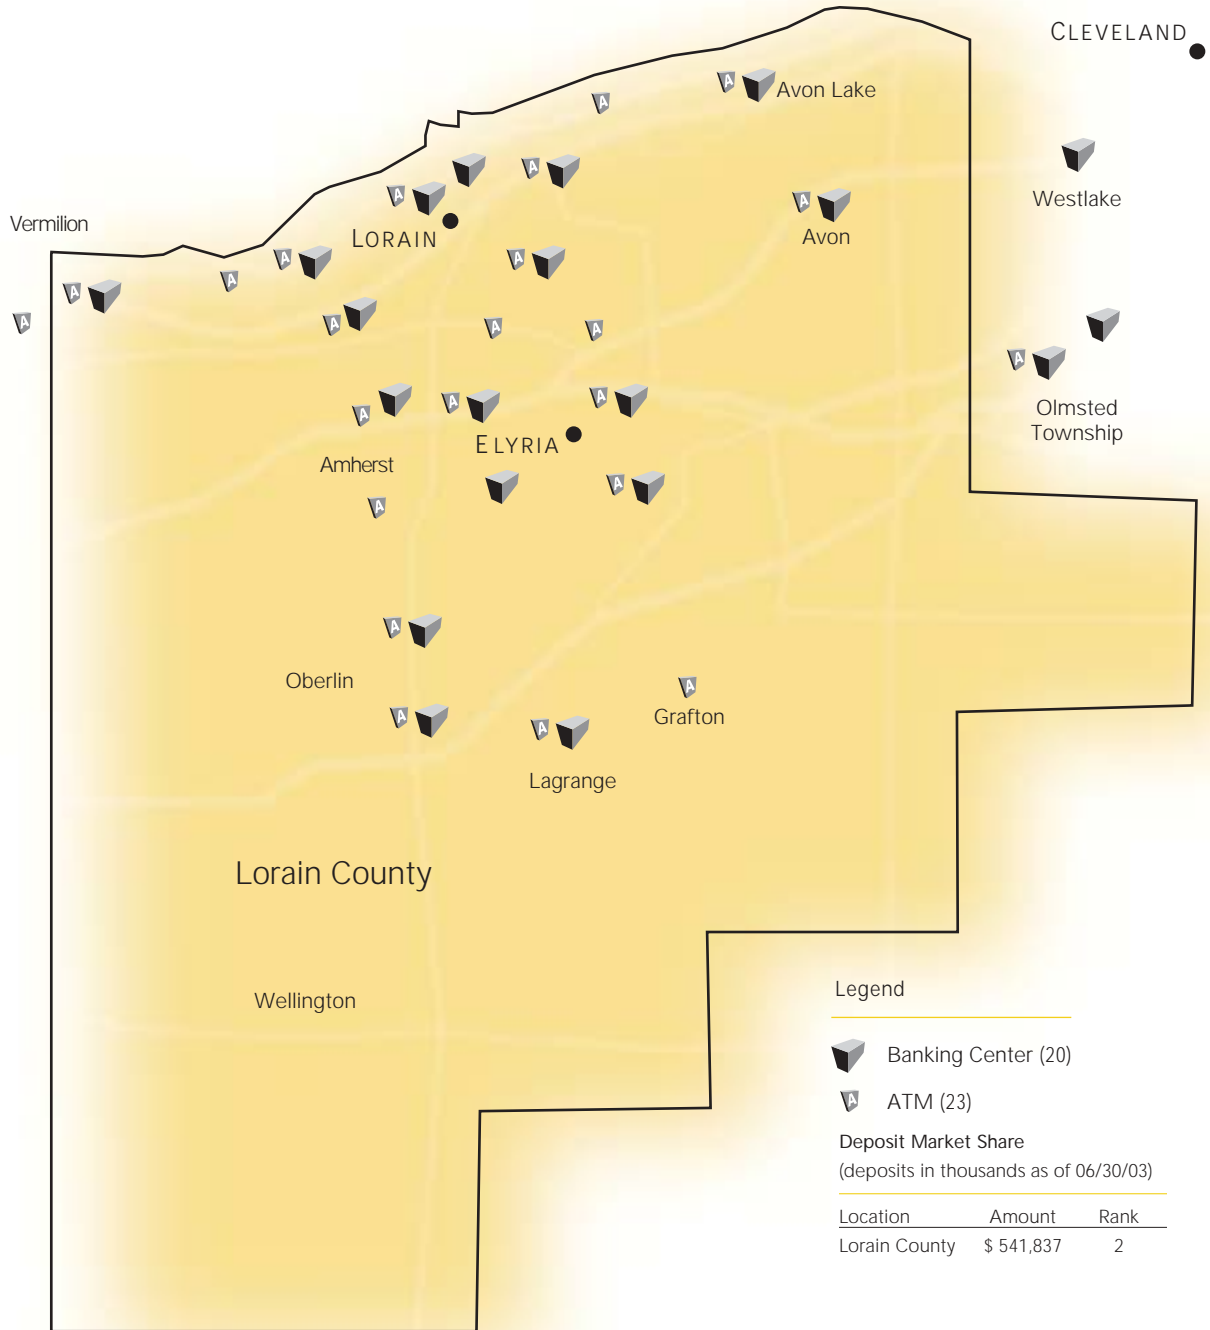 CLEVELAND
Avon Lake
Westlake
Vermilion
LORAIN
Avon
Olmsted
Township
ELYRIA
Amherst
Oberlin
Grafton
Lagrange
Lorain County
Wellington
Legend
Banking Center (20)
A ATM (23)
Deposit Market Share
(deposits in thousands as of 06/30/03)
Location Amount Rank
Lorain County $ 541,837 2